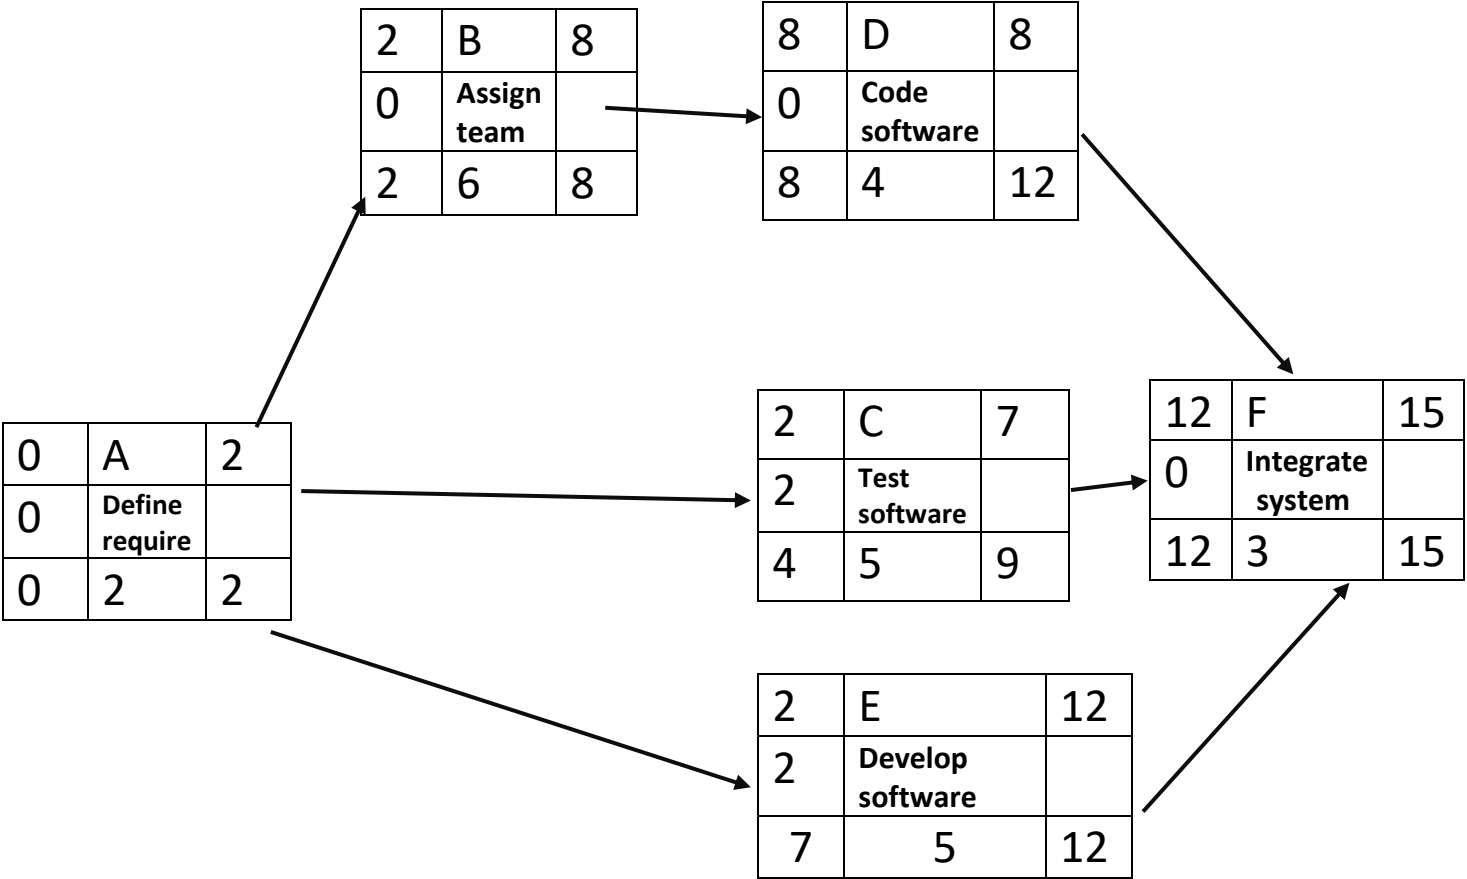 2 B 8
0 Assign
team
2 6 8
8 D 8
0 Code
software
8 4 12
0 A 2
0 Define
require
0 2 2
2 C 7
2 Test
software
4 5 9
12 F 15
0 Integrate
system
12 3 15
2 E 12
2 Develop
software
7 5 12